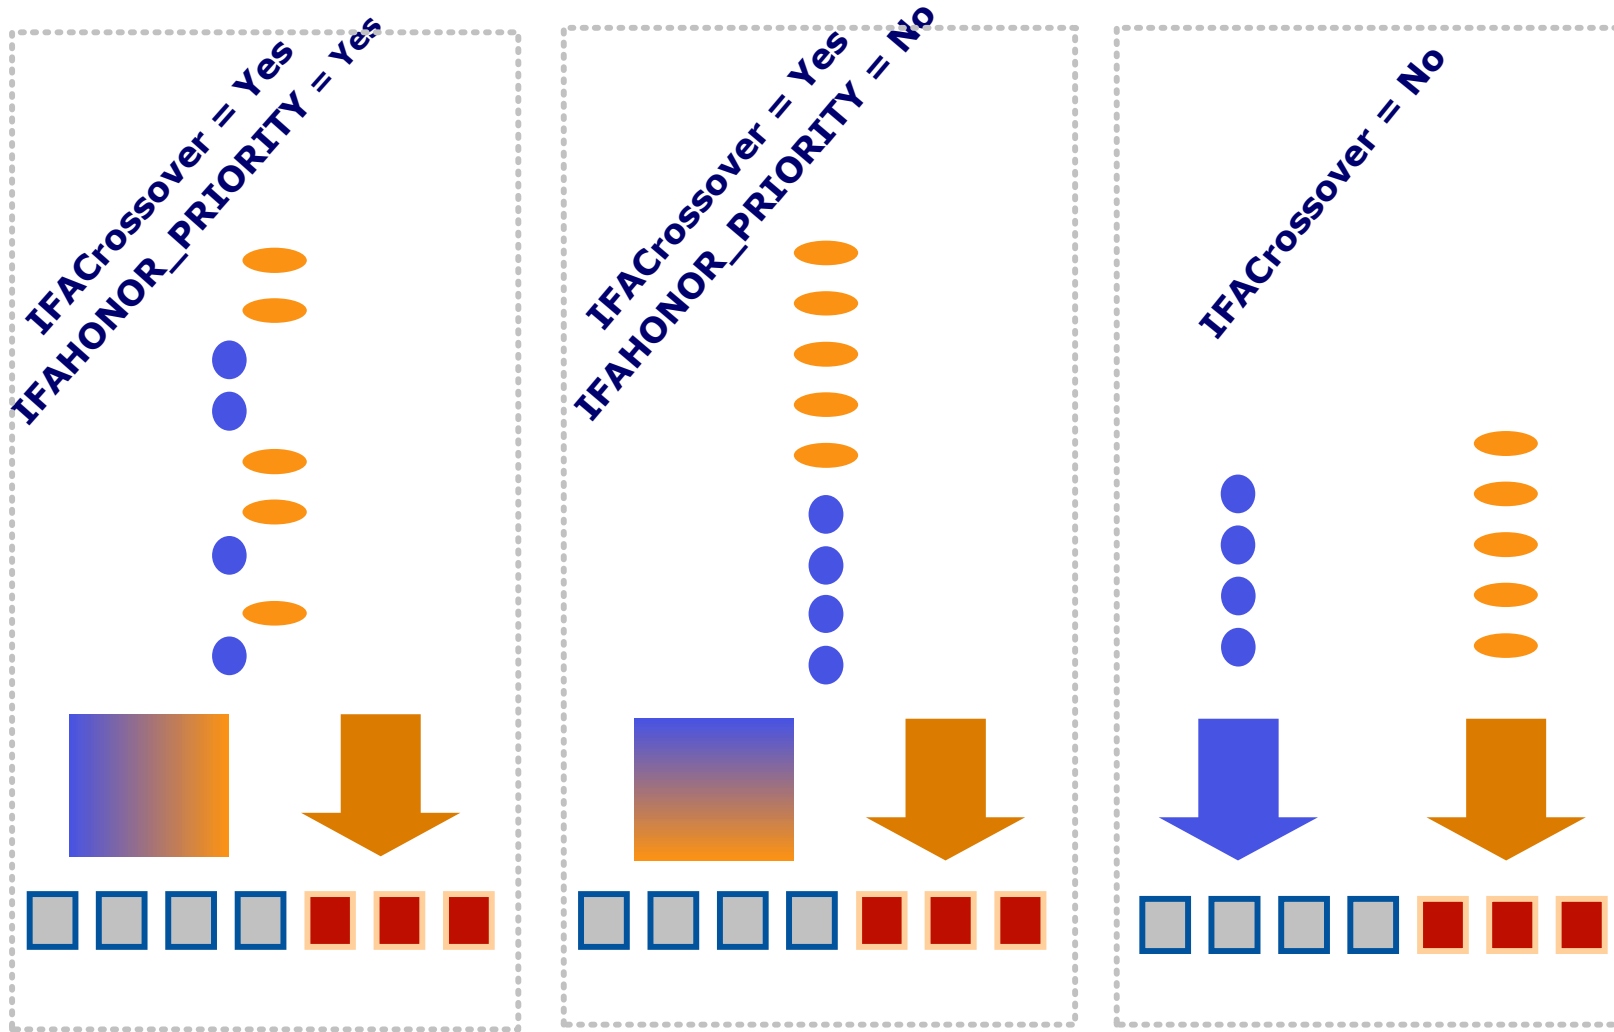 IFACrossover = Yes
IFAHONOR_PRIORITY = Yes
IFACrossover = Yes
IFAHONOR_PRIORITY = No
IFACrossover = No